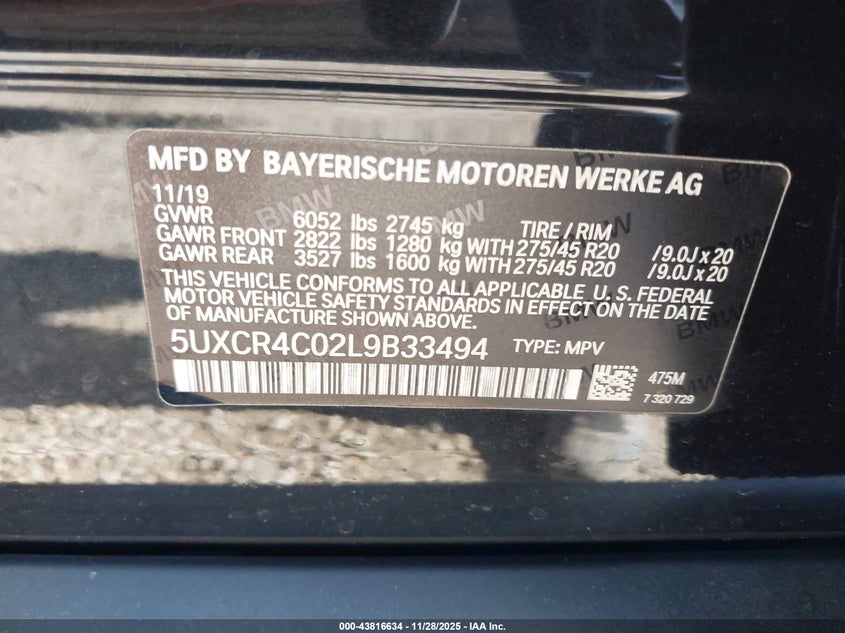 MFD BY BAYERISCHE MOTOREN WERKE AG
11/19
GVWR 6052 lbs 2745 kg TIRE / RIM
GAWR FRONT 2822 lbs 1280 kg WITH 275/45 R20 /9.0J x 20
GAWR REAR 3527 lbs 1600 kg WITH 275/45 R20 /9.0J x 20
THIS VEHICLE CONFORMS TO ALL APPLICABLE U. S. FEDERAL
MOTOR VEHICLE SAFETY STANDARDS IN EFFECT ON THE DATE
OF MANUFACTURE SHOWN ABOVE.
5UXCR4C02L9B33494 TYPE: MPV
475M
7 320 729
000-43816634 | 11/28/2025 - IAA Inc.